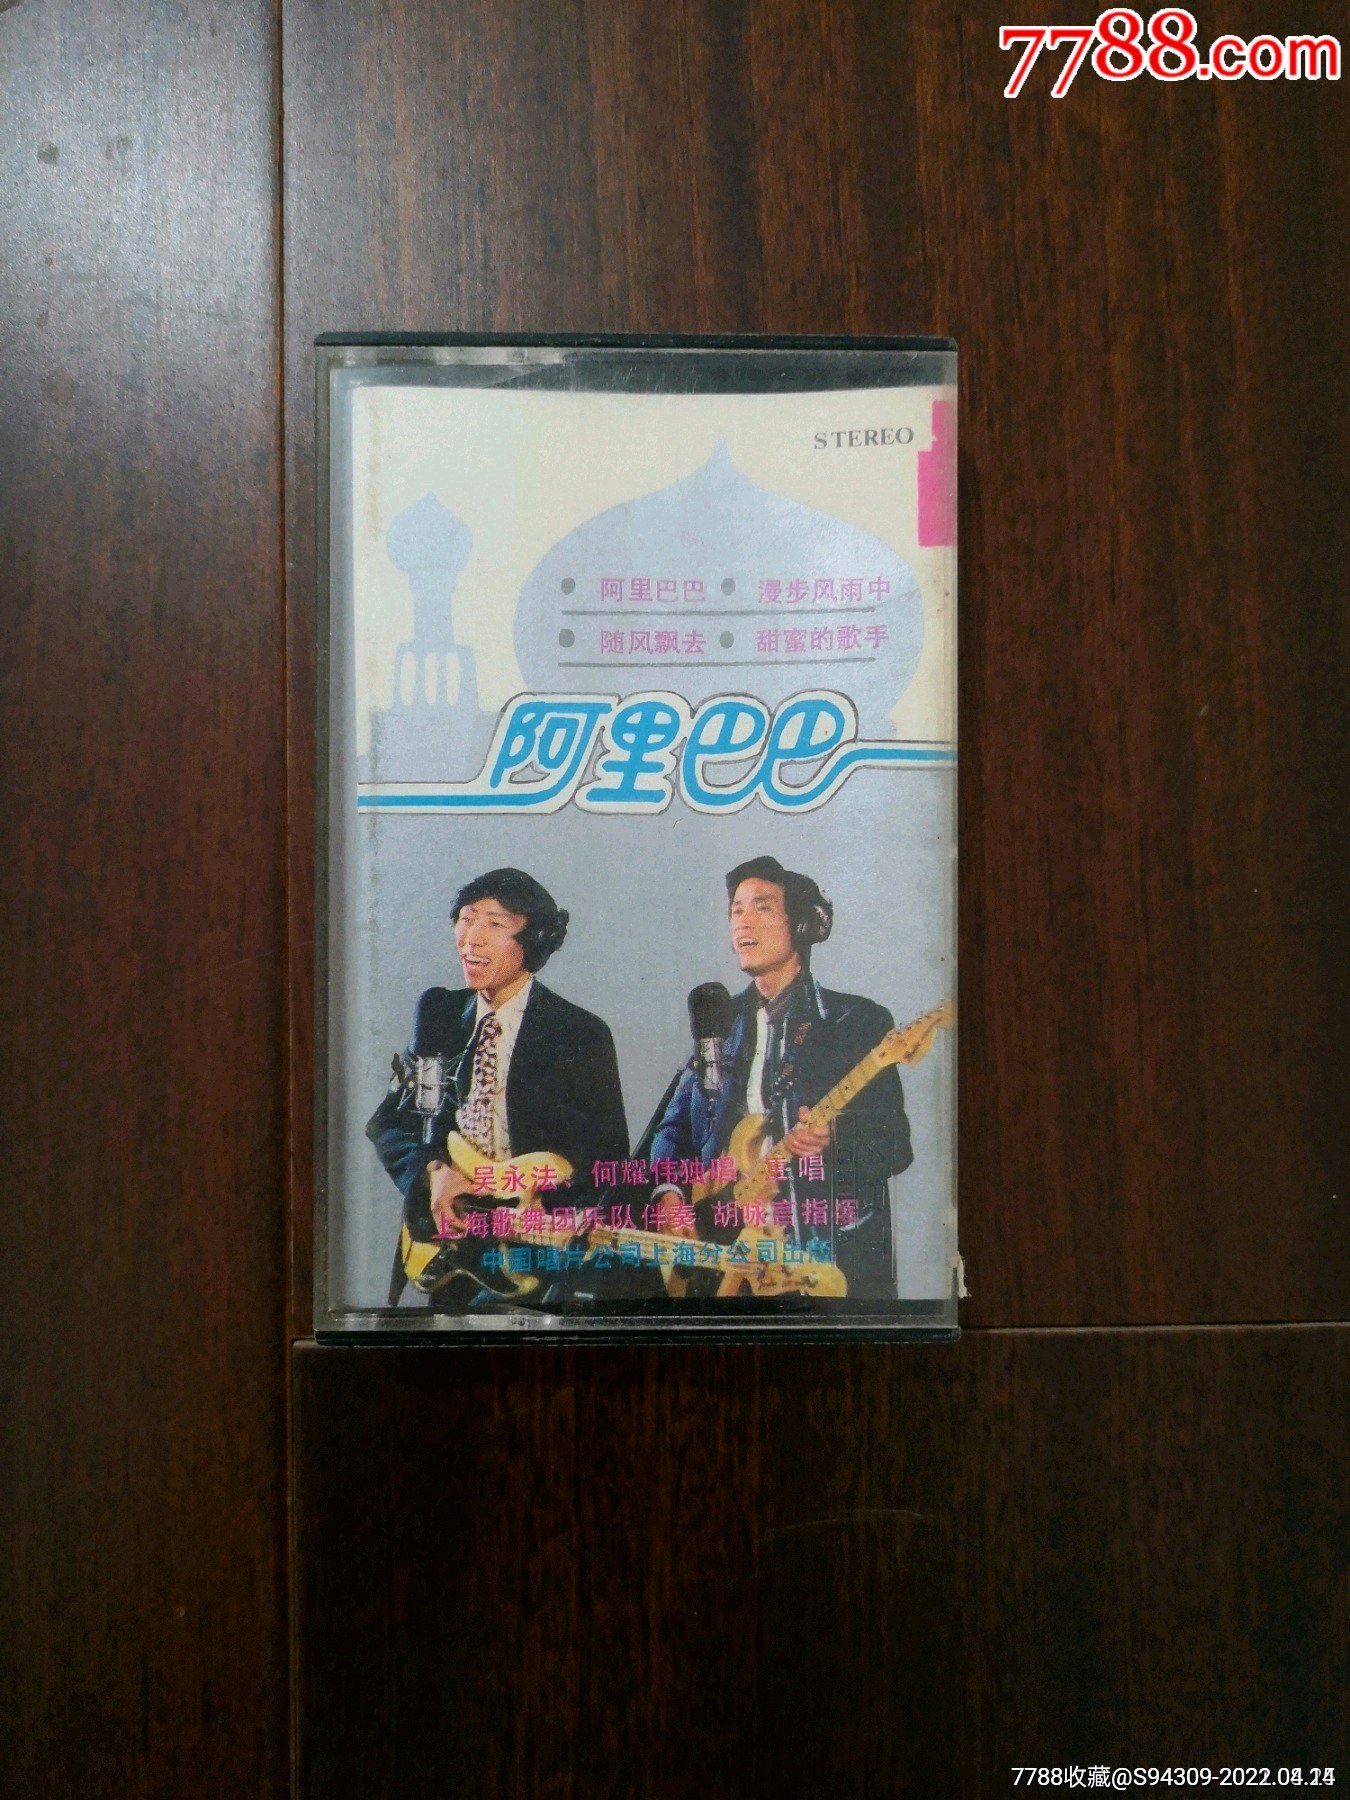 7788.com
STEREO
• 阿里巴巴 • 漫步风雨中
• 随风飘去 • 甜蜜的歌手
阿里巴巴
吴永法、何耀伟独唱、重唱
上海歌舞团乐队伴奏 胡咏言指挥
中国唱片公司上海分公司出版
7788收藏@S94309-2022.04.14